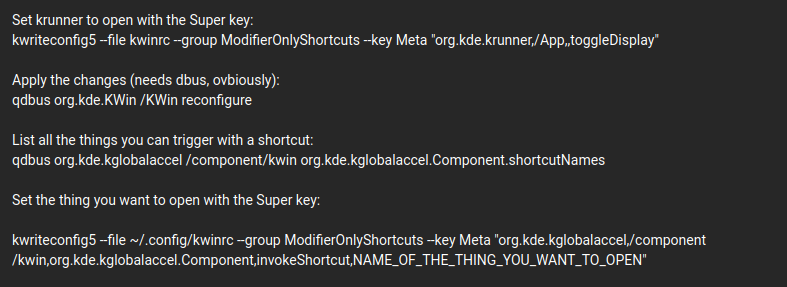 Set krunner to open with the Super key:
kwriteconfig5 --file kwinrc --group ModifierOnlyShortcuts --key Meta "org.kde.krunner,/App,,toggleDisplay"
Apply the changes (needs dbus, ovbiously):
qdbus org.kde.KWin /KWin reconfigure
List all the things you can trigger with a shortcut:
qdbus org.kde.kglobalaccel /component/kwin org.kde.kglobalaccel.Component.shortcutNames
Set the thing you want to open with the Super key:
kwriteconfig5 --file ~/.config/kwinrc --group ModifierOnlyShortcuts --key Meta "org.kde.kglobalaccel,/component
/kwin,org.kde.kglobalaccel.Component,invokeShortcut,NAME_OF_THE_THING_YOU_WANT_TO_OPEN"